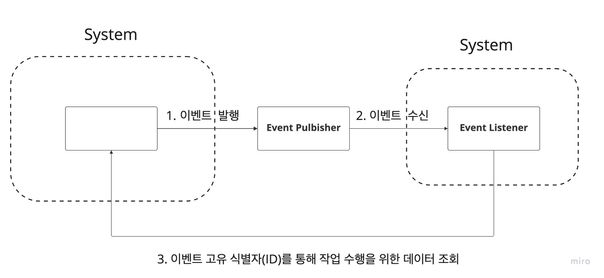 System
System
1. 이벤트 발행
Event Pulbisher
2. 이벤트 수신
Event Listener
3. 이벤트 고유 식별자(ID)를 통해 작업 수행을 위한 데이터 조회
miro